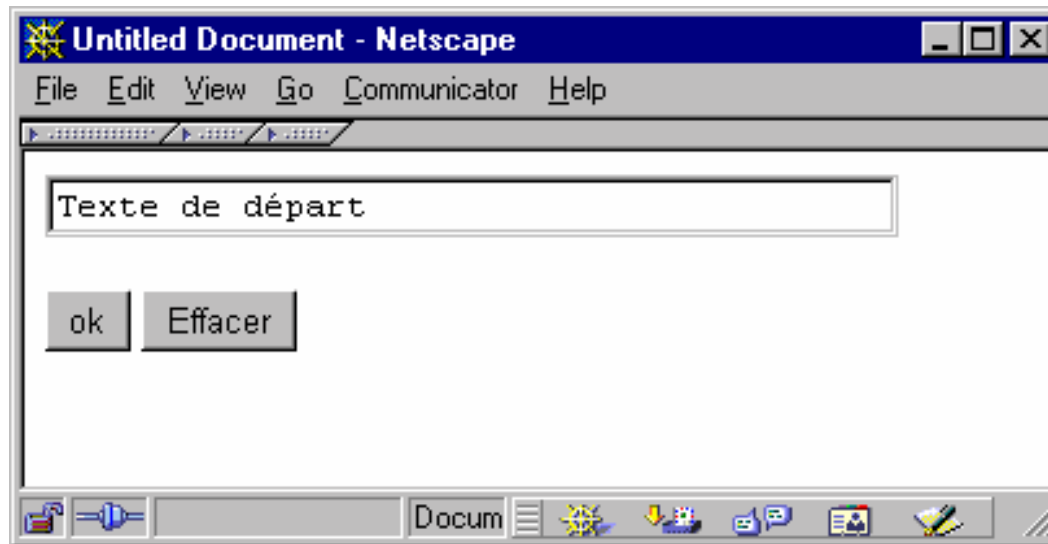 Untitled Document - Netscape
File Edit View Go Communicator Help
Texte de départ
ok Effacer
Docum